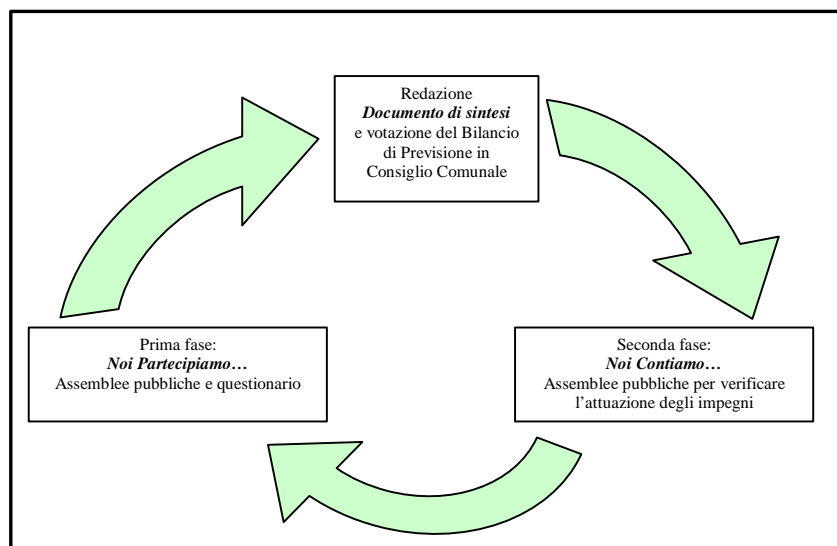 Redazione
Documento di sintesi
e votazione del Bilancio
di Previsione in
Consiglio Comunale
Prima fase:
Noi Partecipiamo…
Assemblee pubbliche e questionario
Seconda fase:
Noi Contiamo…
Assemblee pubbliche per verificare
l’attuazione degli impegni